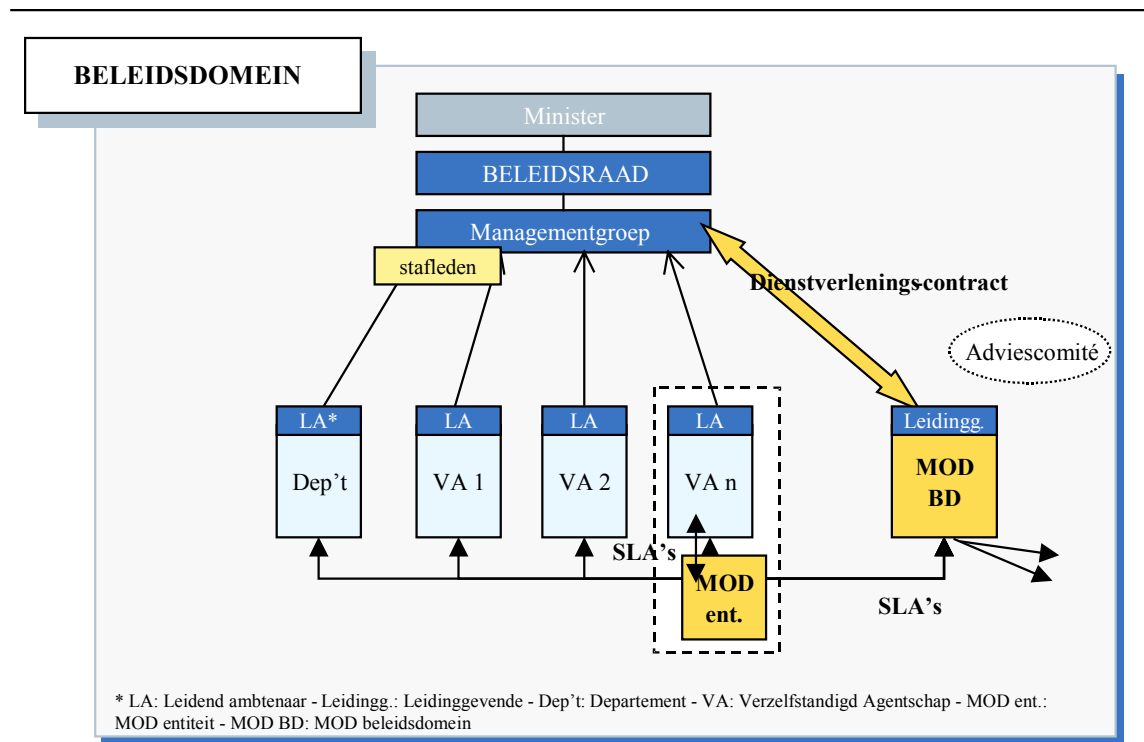 BELEIDSDOMEIN
Minister
BELEIDSRAAD
Managementgroep
stafleden
Dienstverlenings-contract
Adviescomité
LA*
LA
LA
LA
Leidingg.
Dep’t
VA 1
VA 2
VA n
MOD
BD
SLA’s
MOD
ent.
SLA’s
* LA: Leidend ambtenaar - Leidingg.: Leidinggevende - Dep’t: Departement - VA: Verzelfstandigd Agentschap - MOD ent.:
MOD entiteit - MOD BD: MOD beleidsdomein